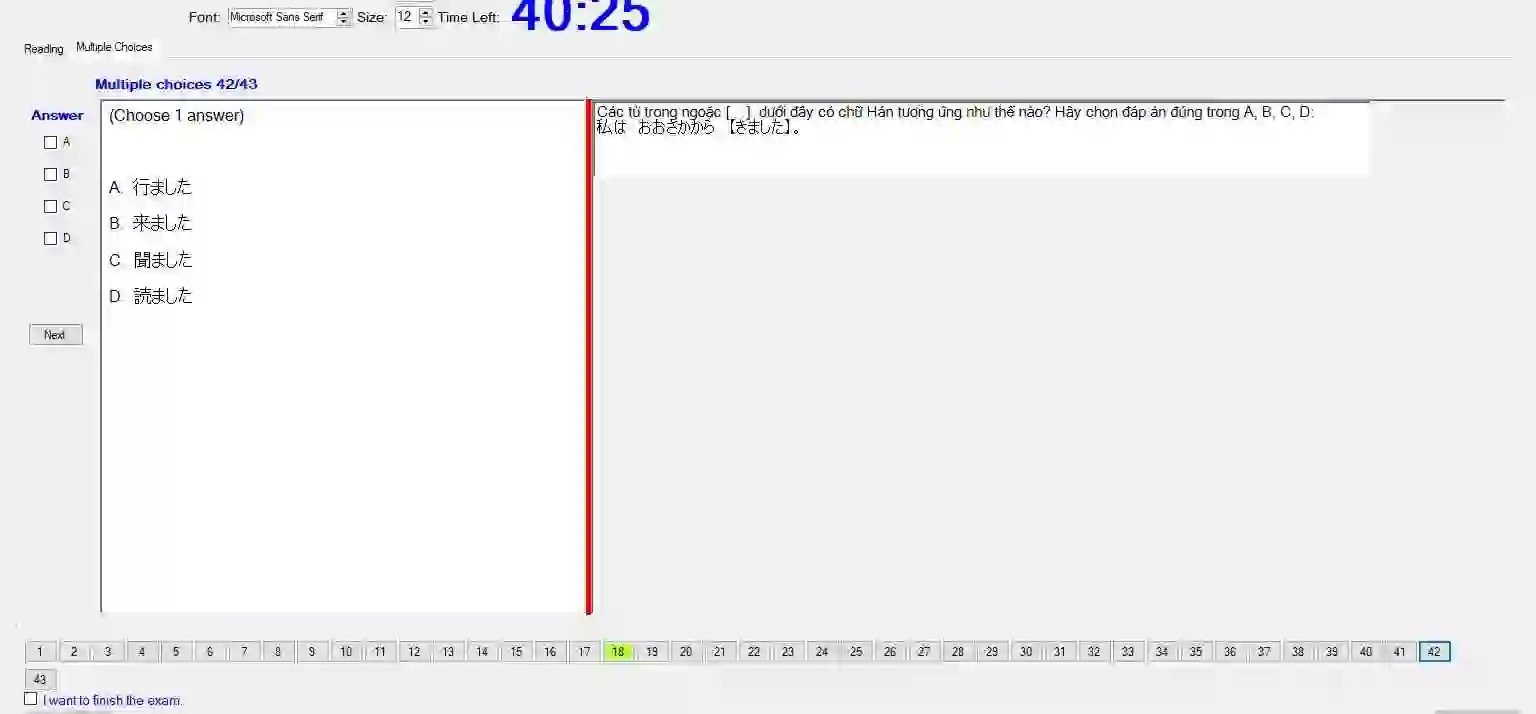 Font: Microsoft Sans Serif Size: 12 Time Left: 40:25
Reading Multiple Choices
Multiple choices 42/43
Answer
A
B
C
D
Next
(Choose 1 answer)
A. 行ました
B. 来ました
C. 聞ました
D. 読ました
Các từ trong ngoặc [ ] dưới đây có chữ Hán tương ứng như thế nào? Hãy chọn đáp án đúng trong A, B, C, D:
私は おおさかから 【きました】。
1 2 3 4 5 6 7 8 9 10 11 12 13 14 15 16 17 18 19 20 21 22 23 24 25 26 27 28 29 30 31 32 33 34 35 36 37 38 39 40 41 42
43
I want to finish the exam.